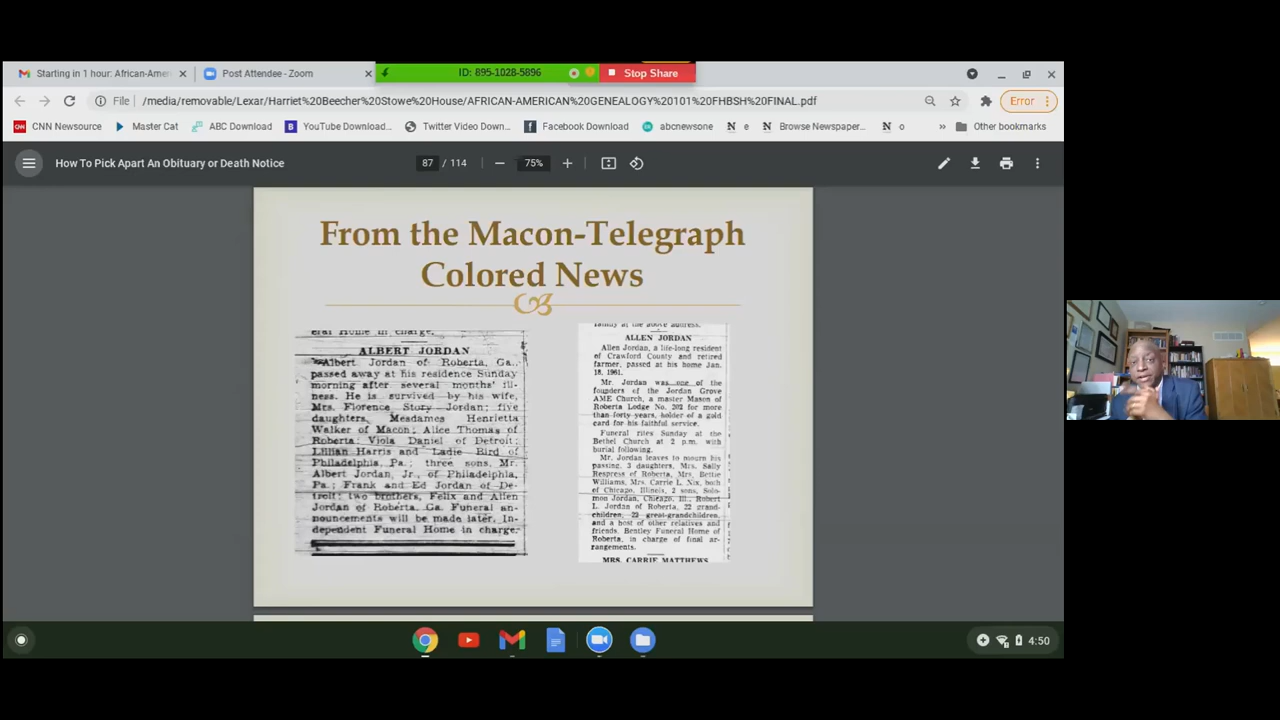 Starting in 1 hour: African-Amer
Post Attendee - Zoom
ID: 895-1028-5896
Stop Share
File
/media/removable/Lexar/Harriet%20Beecher%20Stowe%20House/AFRICAN-AMERICAN%20GENEALOGY%20101%20FHBSH%20FINAL.pdf
Error
CNN Newsource
Master Cat
ABC Download
YouTube Download...
Twitter Video Down...
Facebook Download
abcnewsone
e
Browse Newspaper...
o
»
Other bookmarks
How To Pick Apart An Obituary or Death Notice
87 / 114
75%
From the Macon-Telegraph
Colored News
eral Home in charge.
ALBERT JORDAN
Albert Jordan of Roberta, Ga.,
passed away at his residence Sunday
morning after several months' ill-
ness. He is survived by his wife,
Mrs. Florence Story Jordan; five
daughters, Mesdames Henrietta
Walker of Macon; Alice Thomas of
Roberta; Viola Daniel of Detroit;
Lillian Harris and Ladie Bird of
Philadelphia, Pa.; three sons, Mr.
Albert Jordan, Jr., of Philadelphia,
Pa.; Frank and Ed Jordan of De-
troit; two brothers, Felix and Allen
Jordan of Roberta, Ga. Funeral an-
nouncements will be made later. In-
dependent Funeral Home in charge.
family at the above address.
ALLEN JORDAN
Allen Jordan, a life-long resident
of Crawford County and retired
farmer, passed at his home Jan.
18, 1961.
Mr. Jordan was one of the
founders of the Jordan Grove
AME Church, a master Mason of
Roberta Lodge No. 202 for more
than forty years, holder of a gold
card for his faithful service.
Funeral rites Sunday at the
Bethel Church at 2 p.m. with
burial following.
Mr. Jordan leaves to mourn his
passing, 3 daughters, Mrs. Sally
Respress of Roberta, Mrs. Bettie
Williams, Mrs. Carrie L. Nix, both
of Chicago, Illinois, 2 sons, Solo-
mon Jordan, Chicago, Ill., Robert
L. Jordan of Roberta, 22 grand-
children, 22 great-grandchildren,
and a host of other relatives and
friends. Bentley Funeral Home of
Roberta, in charge of final ar-
rangements.
MRS. CARRIE MATTHEWS
4:50